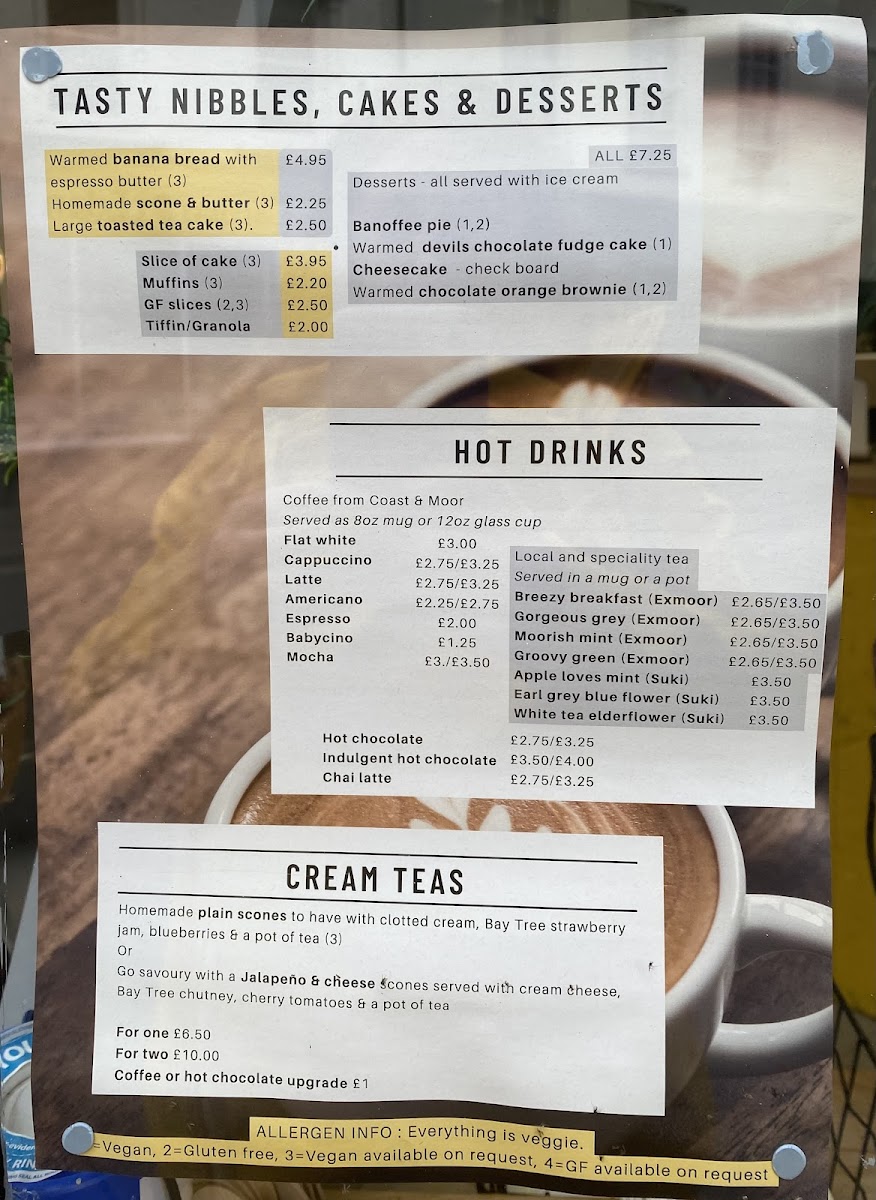 TASTY NIBBLES, CAKES & DESSERTS
Warmed banana bread with £4.95
espresso butter (3)
Homemade scone & butter (3) £2.25
Large toasted tea cake (3). £2.50
Slice of cake (3) £3.95
Muffins (3) £2.20
GF slices (2,3) £2.50
Tiffin/Granola £2.00
ALL £7.25
Desserts - all served with ice cream
Banoffee pie (1,2)
• Warmed devils chocolate fudge cake (1)
Cheesecake - check board
Warmed chocolate orange brownie (1,2)
HOT DRINKS
Coffee from Coast & Moor
Served as 8oz mug or 12oz glass cup
Flat white £3.00
Cappuccino £2.75/£3.25
Latte £2.75/£3.25
Americano £2.25/£2.75
Espresso £2.00
Babycino £1.25
Mocha £3./£3.50
Local and speciality tea
Served in a mug or a pot
Breezy breakfast (Exmoor) £2.65/£3.50
Gorgeous grey (Exmoor) £2.65/£3.50
Moorish mint (Exmoor) £2.65/£3.50
Groovy green (Exmoor) £2.65/£3.50
Apple loves mint (Suki) £3.50
Earl grey blue flower (Suki) £3.50
White tea elderflower (Suki) £3.50
Hot chocolate £2.75/£3.25
Indulgent hot chocolate £3.50/£4.00
Chai latte £2.75/£3.25
CREAM TEAS
Homemade plain scones to have with clotted cream, Bay Tree strawberry
jam, blueberries & a pot of tea (3)
Or
Go savoury with a Jalapeño & cheese scones served with cream cheese,
Bay Tree chutney, cherry tomatoes & a pot of tea
For one £6.50
For two £10.00
Coffee or hot chocolate upgrade £1
ALLERGEN INFO : Everything is veggie.
=Vegan, 2=Gluten free, 3=Vegan available on request, 4=GF available on request